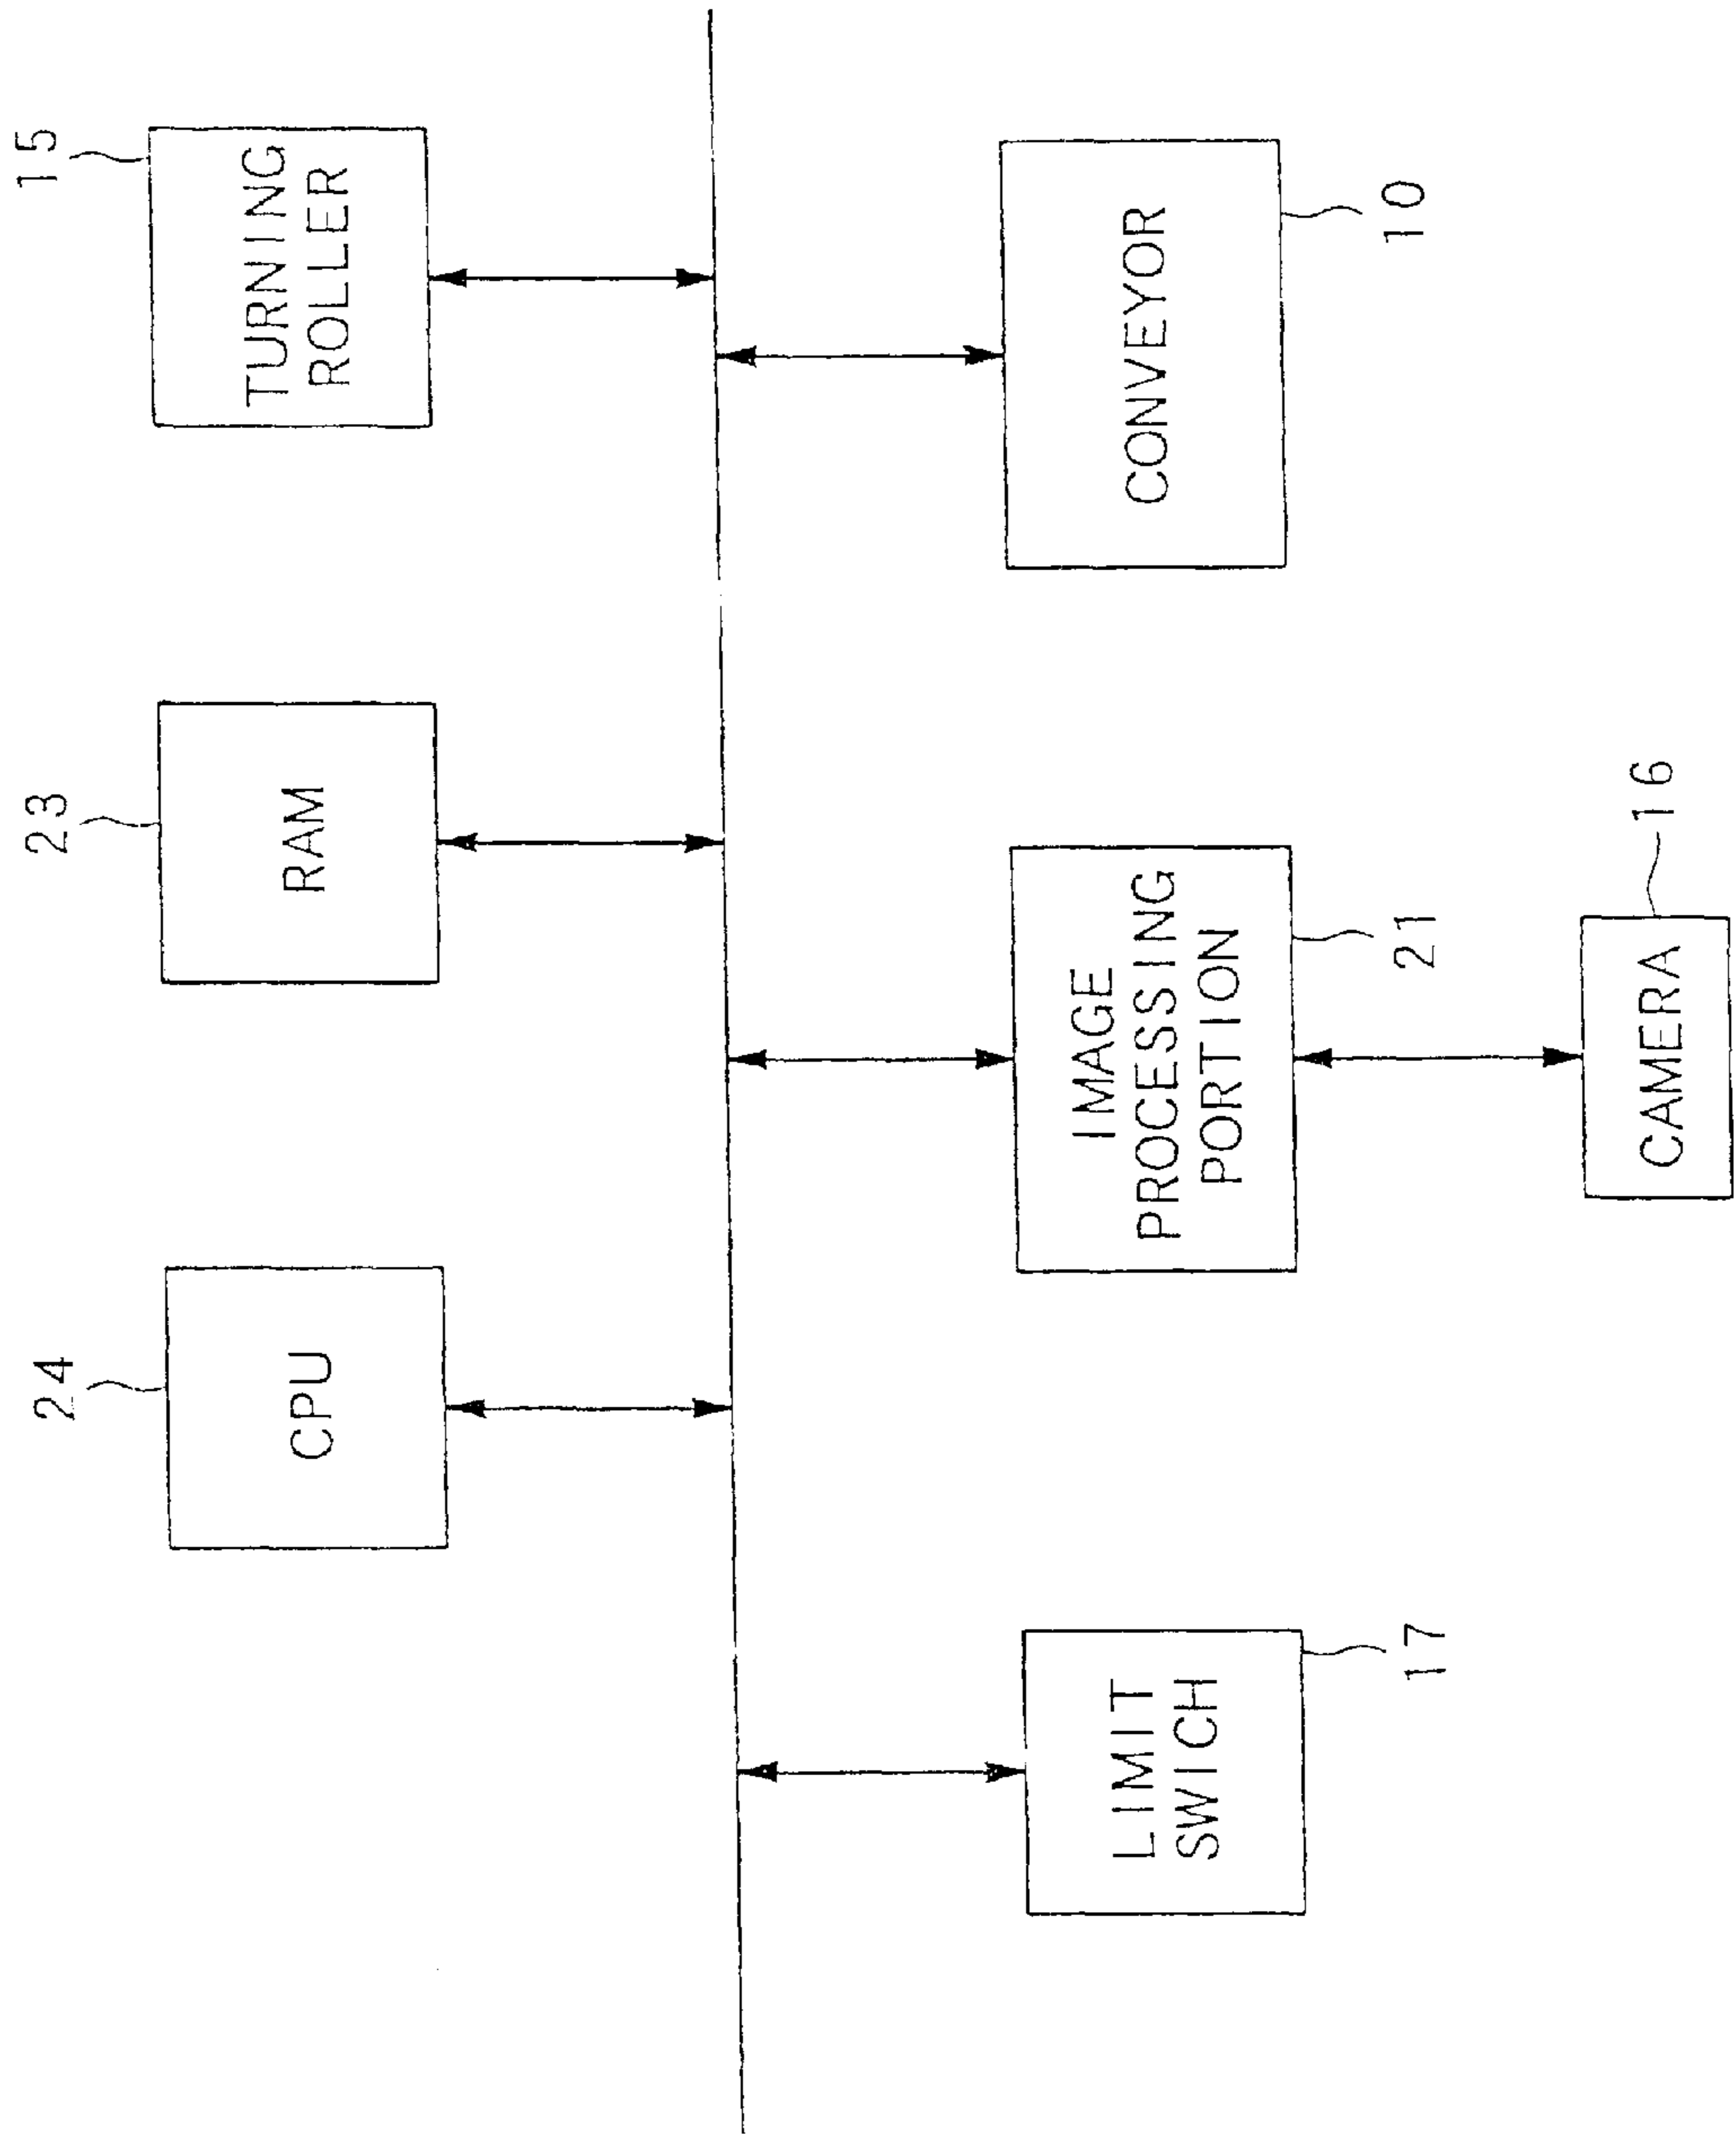 24
CPU
23
RAM
15
TURNING
ROLLER
LIMIT
SWICH
17
IMAGE
PROCESSING
PORTION
21
CONVEYOR
10
CAMERA
16